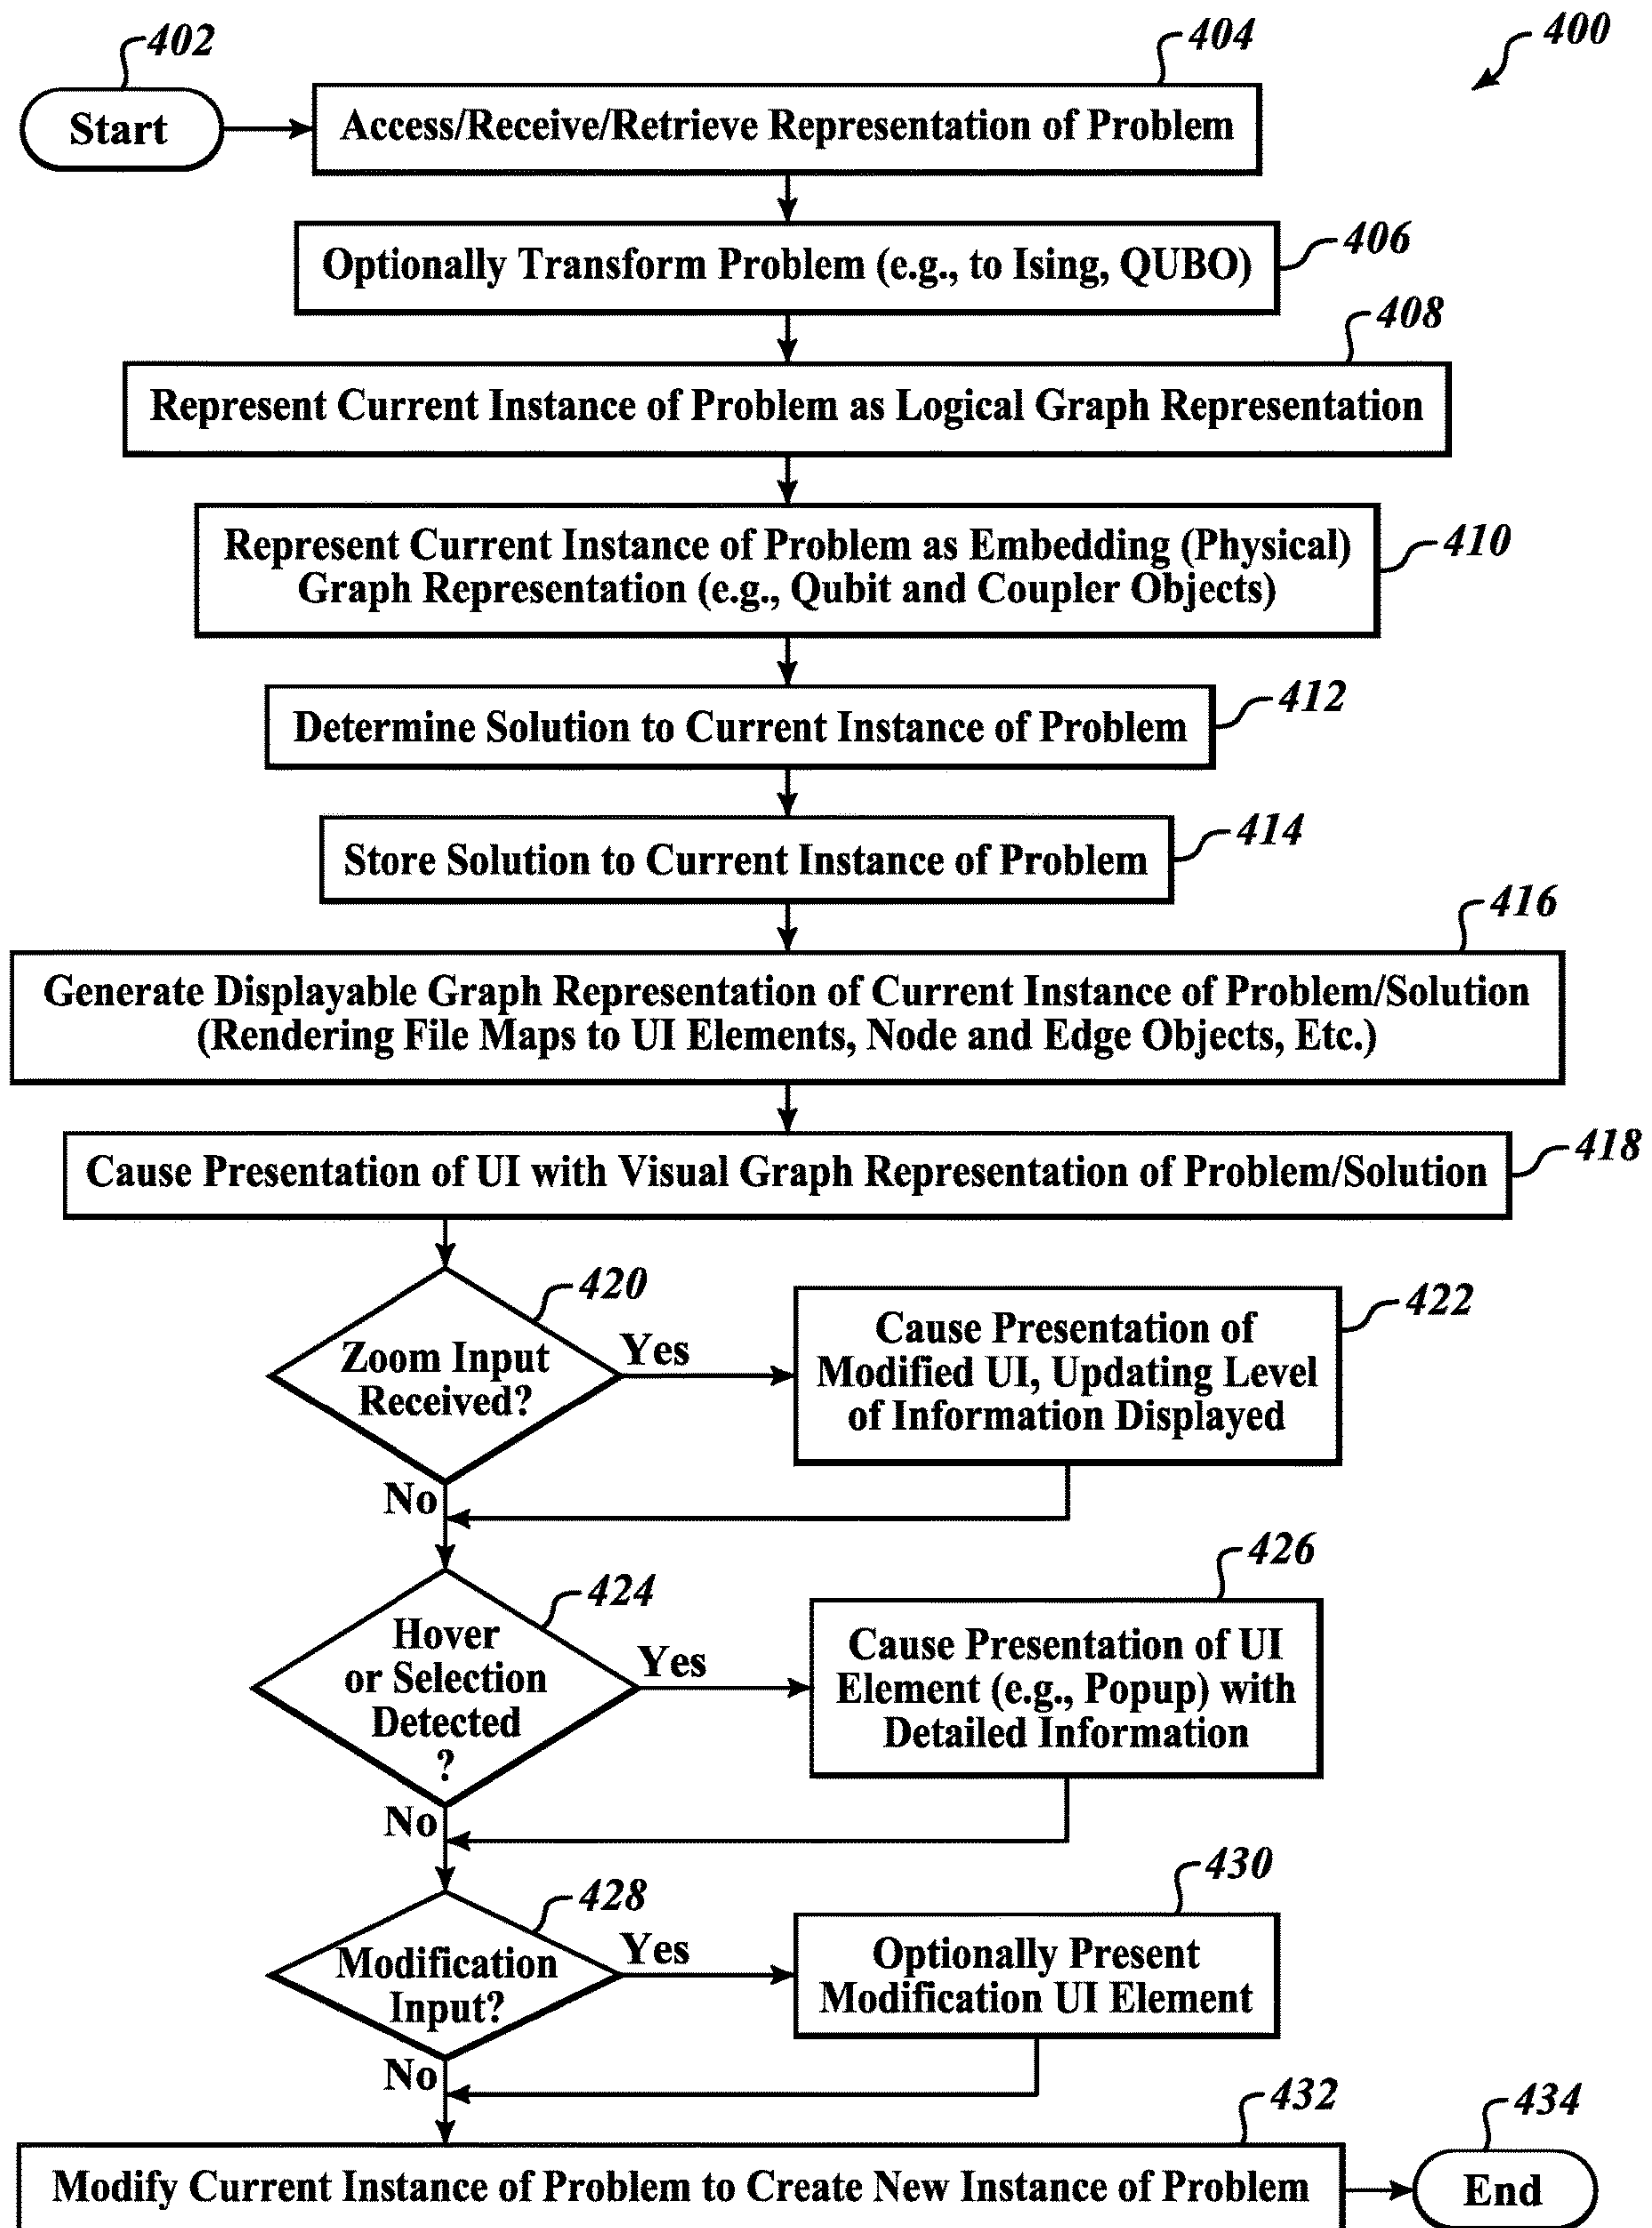 402
404
400
Start
Access/Receive/Retrieve Representation of Problem
Optionally Transform Problem (e.g., to Ising, QUBO)
406
408
Represent Current Instance of Problem as Logical Graph Representation
Represent Current Instance of Problem as Embedding (Physical)
Graph Representation (e.g., Qubit and Coupler Objects)
410
Determine Solution to Current Instance of Problem
412
Store Solution to Current Instance of Problem
414
416
Generate Displayable Graph Representation of Current Instance of Problem/Solution
(Rendering File Maps to UI Elements, Node and Edge Objects, Etc.)
Cause Presentation of UI with Visual Graph Representation of Problem/Solution
418
420
Zoom Input
Received?
Yes
422
Cause Presentation of
Modified UI, Updating Level
of Information Displayed
No
424
Hover
or Selection
Detected
?
Yes
426
Cause Presentation of UI
Element (e.g., Popup) with
Detailed Information
No
428
Modification
Input?
Yes
430
Optionally Present
Modification UI Element
No
432
434
Modify Current Instance of Problem to Create New Instance of Problem
End